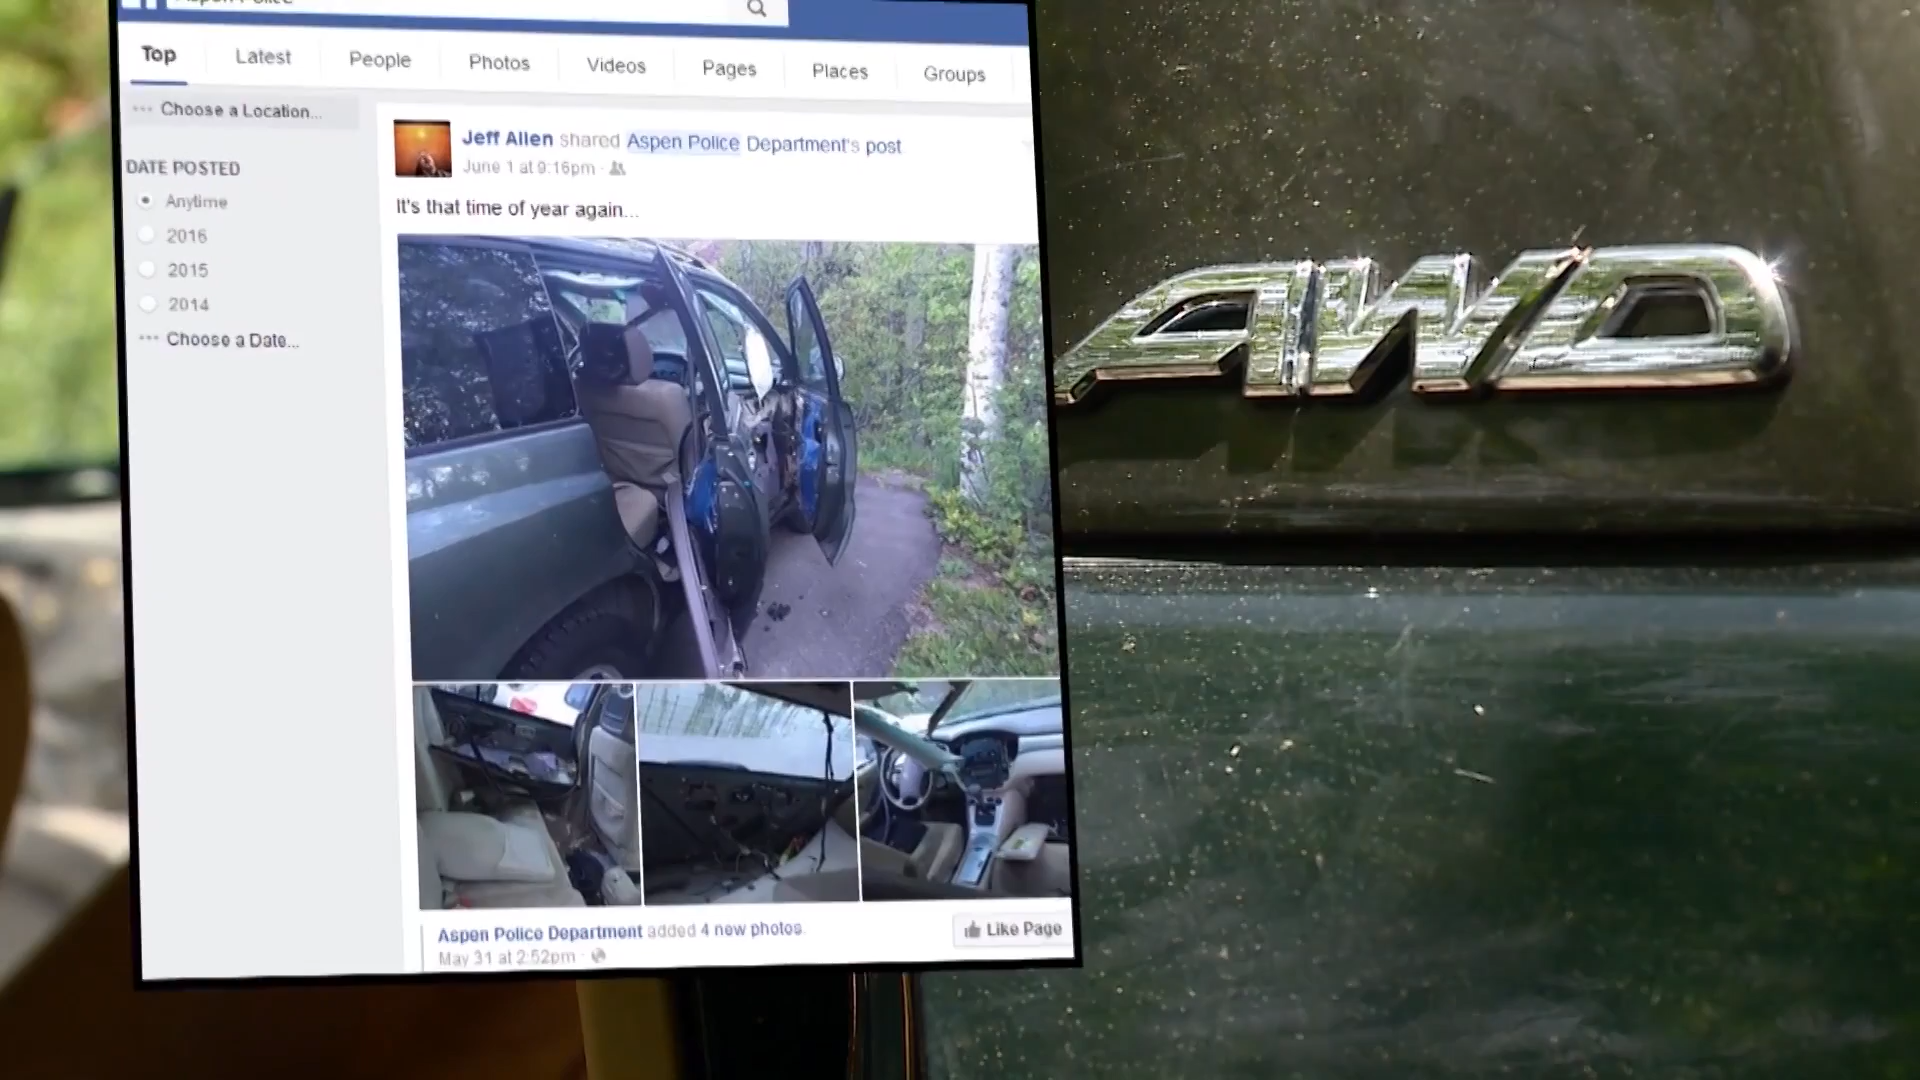 Aspen Police
Top Latest People Photos Videos Pages Places Groups
Choose a Location...
DATE POSTED
Anytime
2016
2015
2014
Choose a Date...
Jeff Allen shared Aspen Police Department's post
June 1 at 9:16pm
It's that time of year again...
Aspen Police Department added 4 new photos.
May 31 at 2:52pm
Like Page
AWD